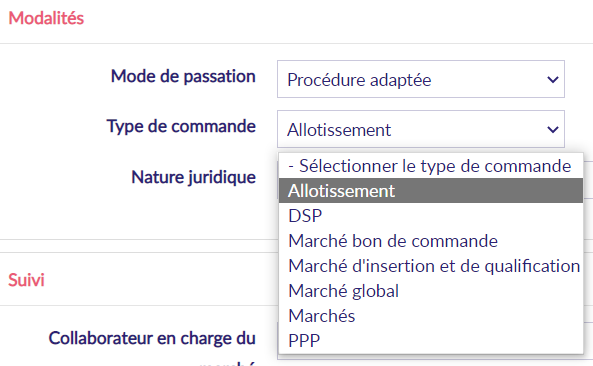 Modalités
Mode de passation
Procédure adaptée
Type de commande
Allotissement
Nature juridique
- Sélectionner le type de commande
Allotissement
DSP
Marché bon de commande
Marché d'insertion et de qualification
Marché global
Marchés
PPP
Suivi
Collaborateur en charge du
marché